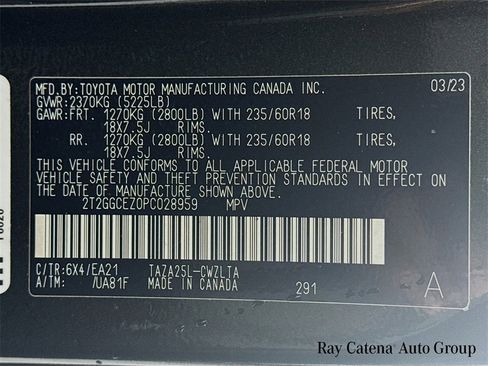 MFD.BY:TOYOTA MOTOR MANUFACTURING CANADA INC. 03/23
GVWR:2370KG (5225LB)
GAWR:FRT. 1270KG (2800LB) WITH 235/60R18 TIRES,
18X7.5J RIMS.
RR. 1270KG (2800LB) WITH 235/60R18 TIRES,
18X7.5J RIMS.
THIS VEHICLE CONFORMS TO ALL APPLICABLE FEDERAL MOTOR
VEHICLE SAFETY AND THEFT PREVENTION STANDARDS IN EFFECT ON
THE DATE OF MANUFACTURE SHOWN ABOVE.
2T2GGCEZ0PC028959 MPV
C/TR:6X4/EA21 TAZA25L-CWZLTA
A/TM: /UA81F MADE IN CANADA 291 A
Ray Catena Auto Group